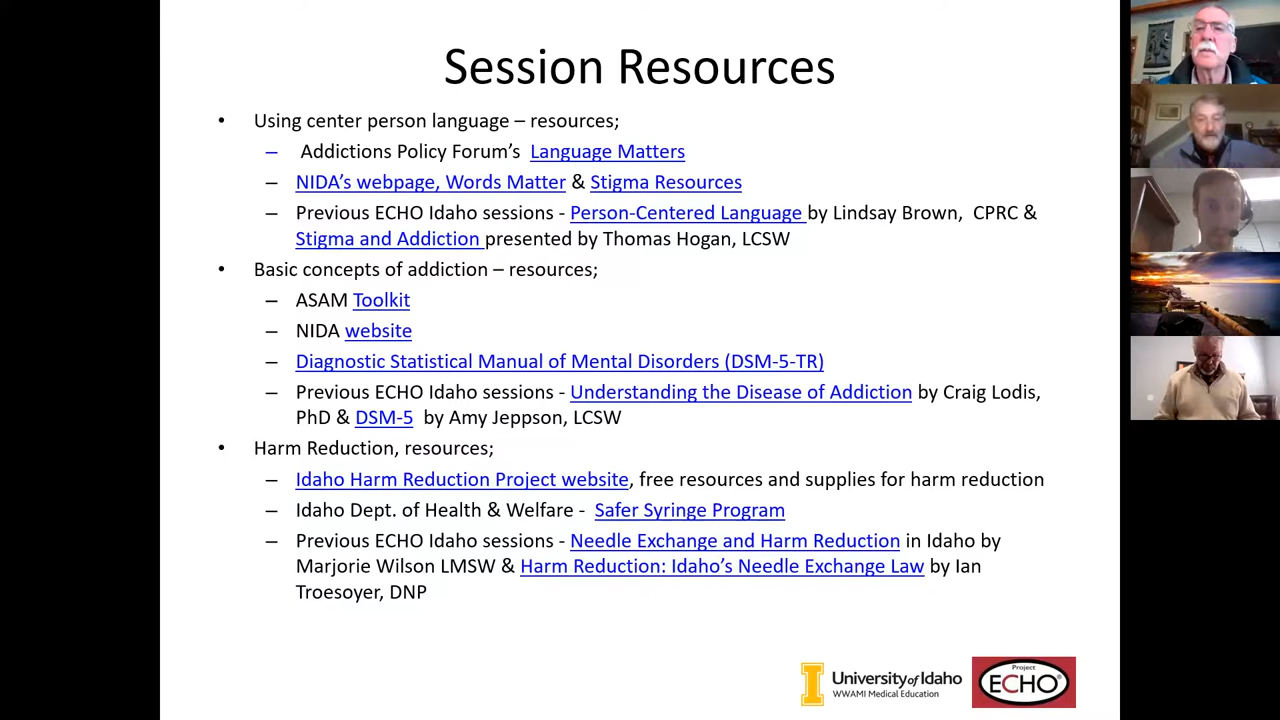 Session Resources
• Using center person language – resources;
– Addictions Policy Forum’s Language Matters
– NIDA’s webpage, Words Matter & Stigma Resources
– Previous ECHO Idaho sessions - Person-Centered Language by Lindsay Brown, CPRC &
Stigma and Addiction presented by Thomas Hogan, LCSW
• Basic concepts of addiction – resources;
– ASAM Toolkit
– NIDA website
– Diagnostic Statistical Manual of Mental Disorders (DSM-5-TR)
– Previous ECHO Idaho sessions - Understanding the Disease of Addiction by Craig Lodis,
PhD & DSM-5 by Amy Jeppson, LCSW
• Harm Reduction, resources;
– Idaho Harm Reduction Project website, free resources and supplies for harm reduction
– Idaho Dept. of Health & Welfare - Safer Syringe Program
– Previous ECHO Idaho sessions - Needle Exchange and Harm Reduction in Idaho by
Marjorie Wilson LMSW & Harm Reduction: Idaho’s Needle Exchange Law by Ian
Troesoyer, DNP
I University of Idaho
WWAMI Medical Education
Project
ECHO®